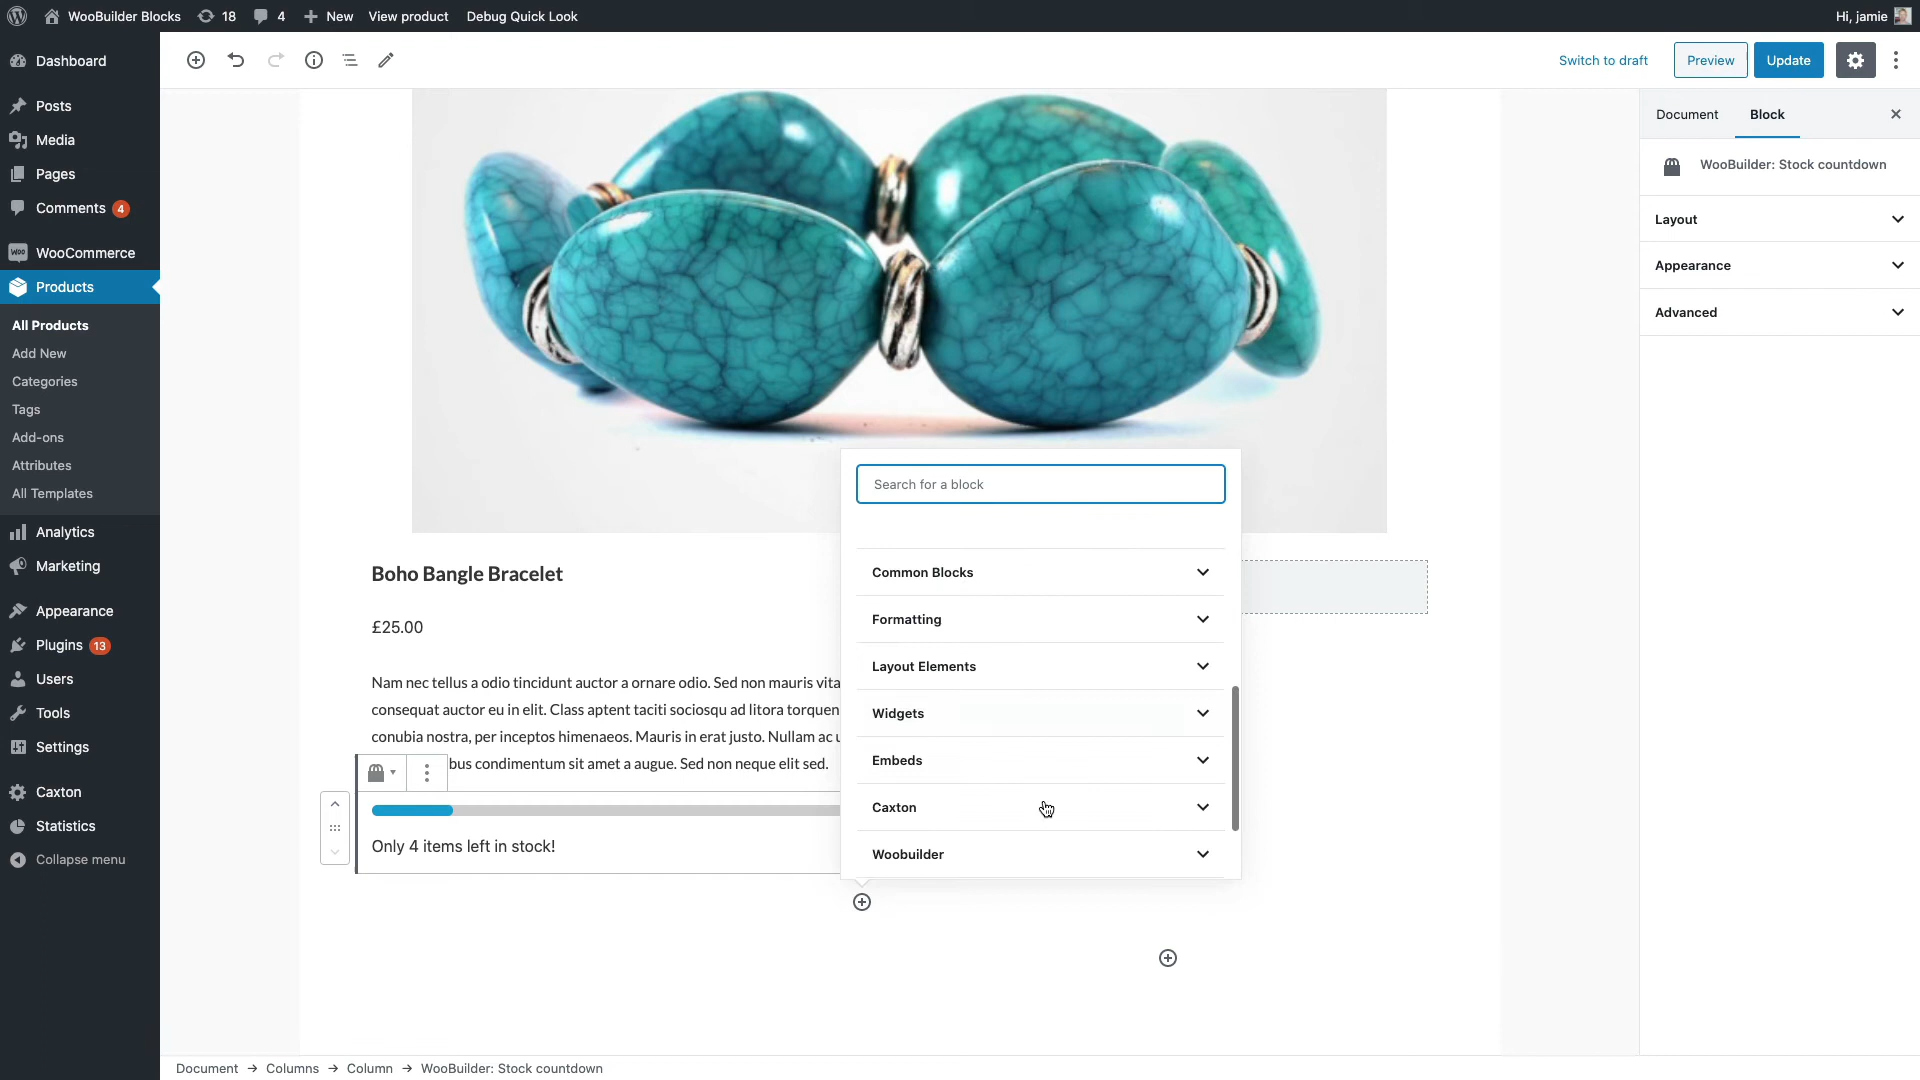 WooBuilder Blocks 18 4 New View product Debug Quick Look Hi, jamie
Dashboard
Posts
Media
Pages
Comments 4
WooCommerce
Products
All Products
Add New
Categories
Tags
Add-ons
Attributes
All Templates
Analytics
Marketing
Appearance
Plugins 13
Users
Tools
Settings
Caxton
Statistics
Collapse menu
Switch to draft Preview Update
Boho Bangle Bracelet
£25.00
Nam nec tellus a odio tincidunt auctor a ornare odio. Sed non mauris vita
consequat auctor eu in elit. Class aptent taciti sociosqu ad litora torquen
conubia nostra, per inceptos himenaeos. Mauris in erat justo. Nullam ac u
bus condimentum sit amet a augue. Sed non neque elit sed.
Only 4 items left in stock!
Search for a block
Common Blocks
Formatting
Layout Elements
Widgets
Embeds
Caxton
Woobuilder
Document Block
WooBuilder: Stock countdown
Layout
Appearance
Advanced
Document → Columns → Column → WooBuilder: Stock countdown